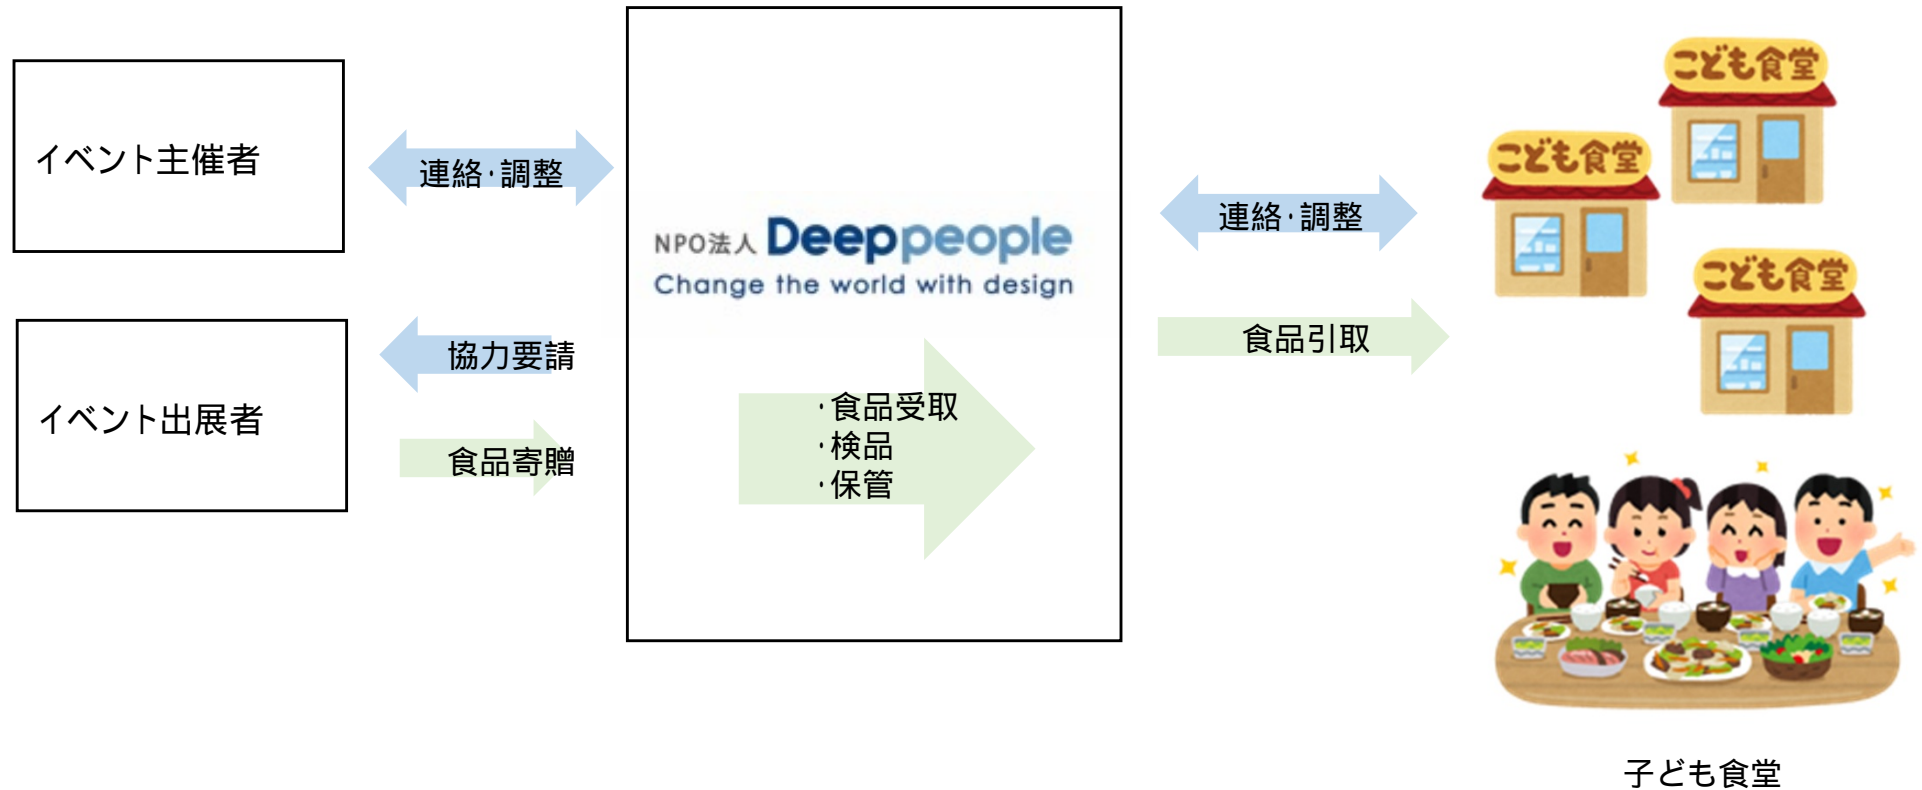 イベント主催者
連絡・調整
イベント出展者
協力要請
食品寄贈
NPO法人 Deeppeople
Change the world with design
・食品受取
・検品
・保管
連絡・調整
食品引取
こども食堂
こども食堂
こども食堂
子ども食堂